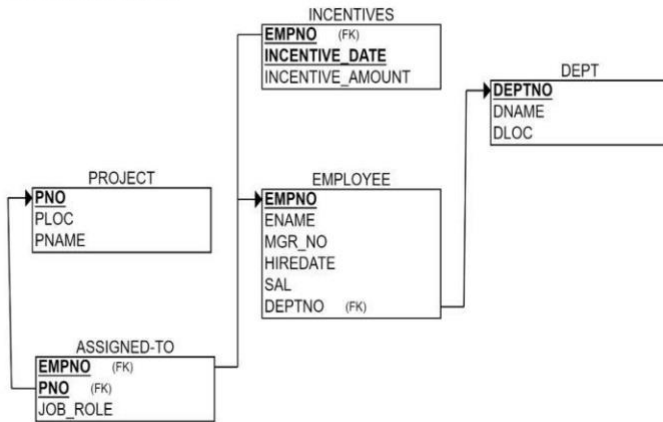 INCENTIVES
EMPNO (FK)
INCENTIVE_DATE
INCENTIVE_AMOUNT
DEPT
DEPTNO
DNAME
DLOC
PROJECT
PNO
PLOC
PNAME
EMPLOYEE
EMPNO
ENAME
MGR_NO
HIREDATE
SAL
DEPTNO (FK)
ASSIGNED-TO
EMPNO (FK)
PNO (FK)
JOB_ROLE